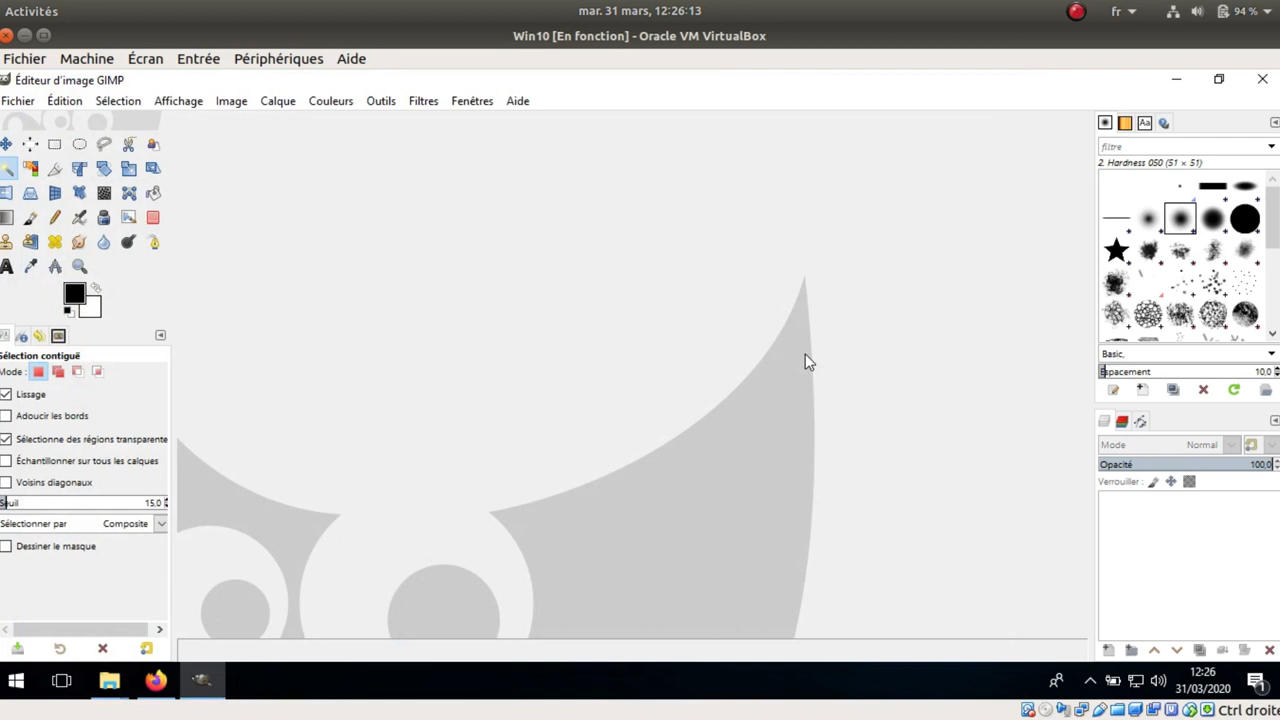 Activités
mar. 31 mars, 12:26:13
fr
94 %
Win10 [En fonction] - Oracle VM VirtualBox
Fichier Machine Écran Entrée Périphériques Aide
Éditeur d'image GIMP
Fichier Édition Sélection Affichage Image Calque Couleurs Outils Filtres Fenêtres Aide
filtre
2. Hardness 050 (51 × 51)
Sélection contiguë
Mode :
Lissage
Adoucir les bords
Sélectionne des régions transparente
Échantillonner sur tous les calques
Voisins diagonaux
Seuil 15,0
Sélectionner par Composite
Dessiner le masque
Basic,
Espacement 10,0
Mode Normal
Opacité 100,0
Verrouiller :
12:26
31/03/2020
Ctrl droite